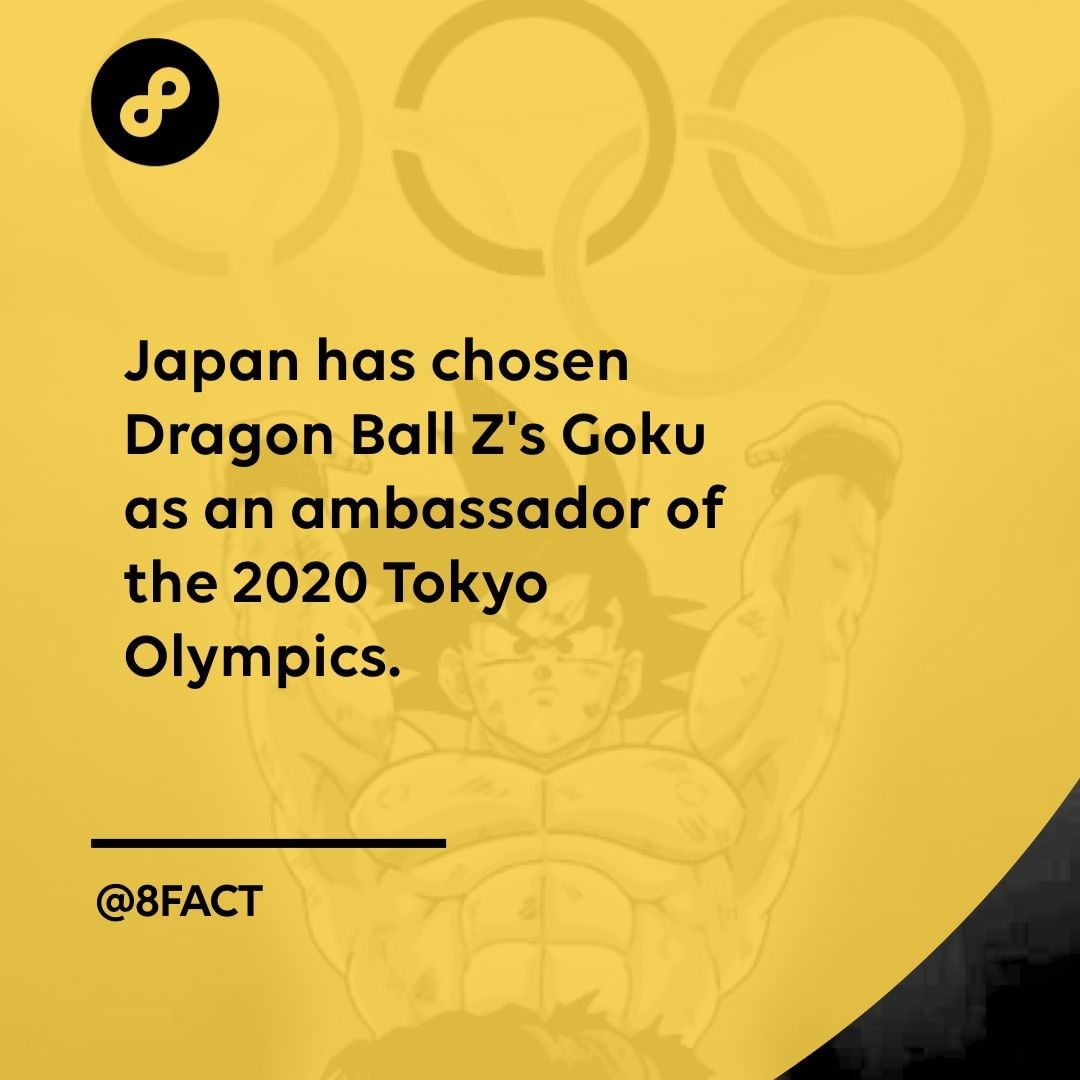 Japan has chosen
Dragon Ball Z's Goku
as an ambassador of
the 2020 Tokyo
Olympics.
@8FACT